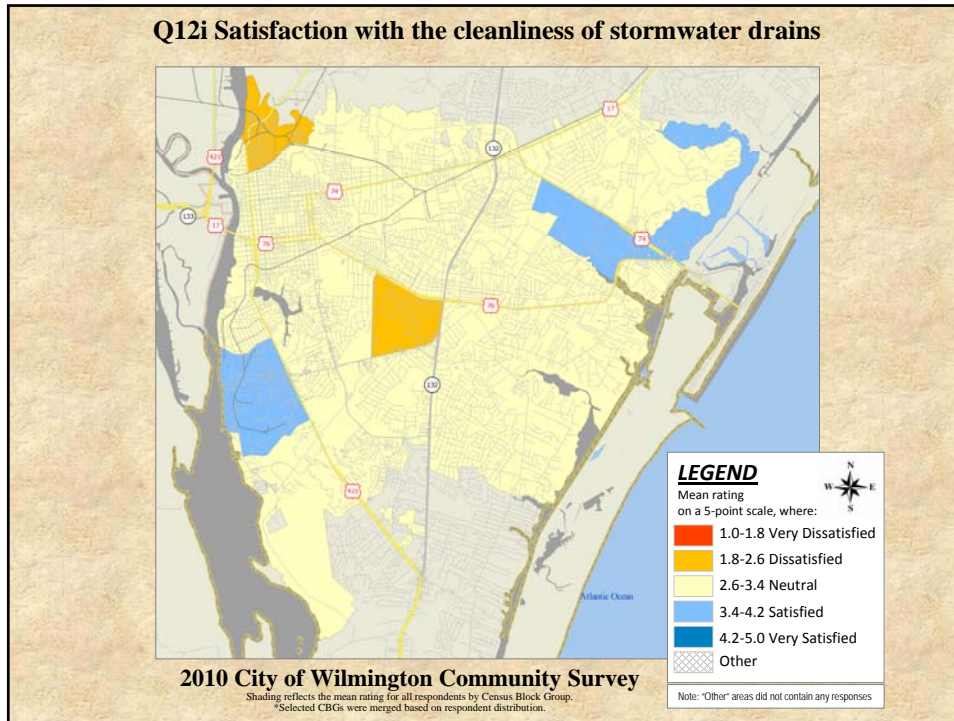 Q12i Satisfaction with the cleanliness of stormwater drains
17
132
421
74
133
17
76
74
76
132
421
Atlantic Ocean
LEGEND
Mean rating
on a 5-point scale, where:
N
W E
S
1.0-1.8 Very Dissatisfied
1.8-2.6 Dissatisfied
2.6-3.4 Neutral
3.4-4.2 Satisfied
4.2-5.0 Very Satisfied
Other
Note: "Other" areas did not contain any responses
2010 City of Wilmington Community Survey
Shading reflects the mean rating for all respondents by Census Block Group.
*Selected CBGs were merged based on respondent distribution.